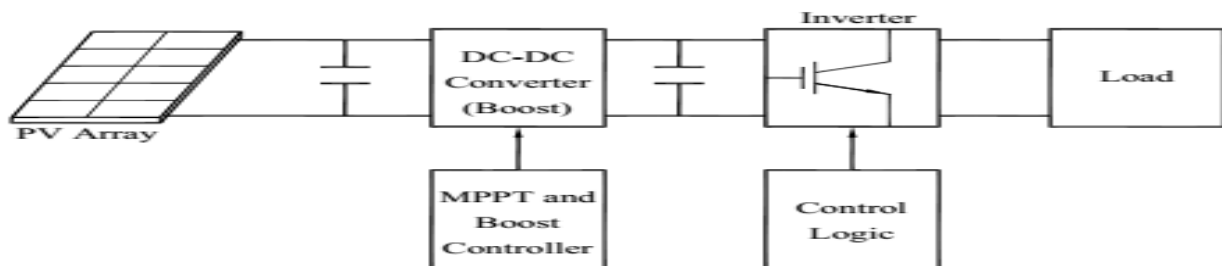 Inverter
DC-DC
Converter
(Boost)
Load
PV Array
MPPT and
Boost
Controller
Control
Logic